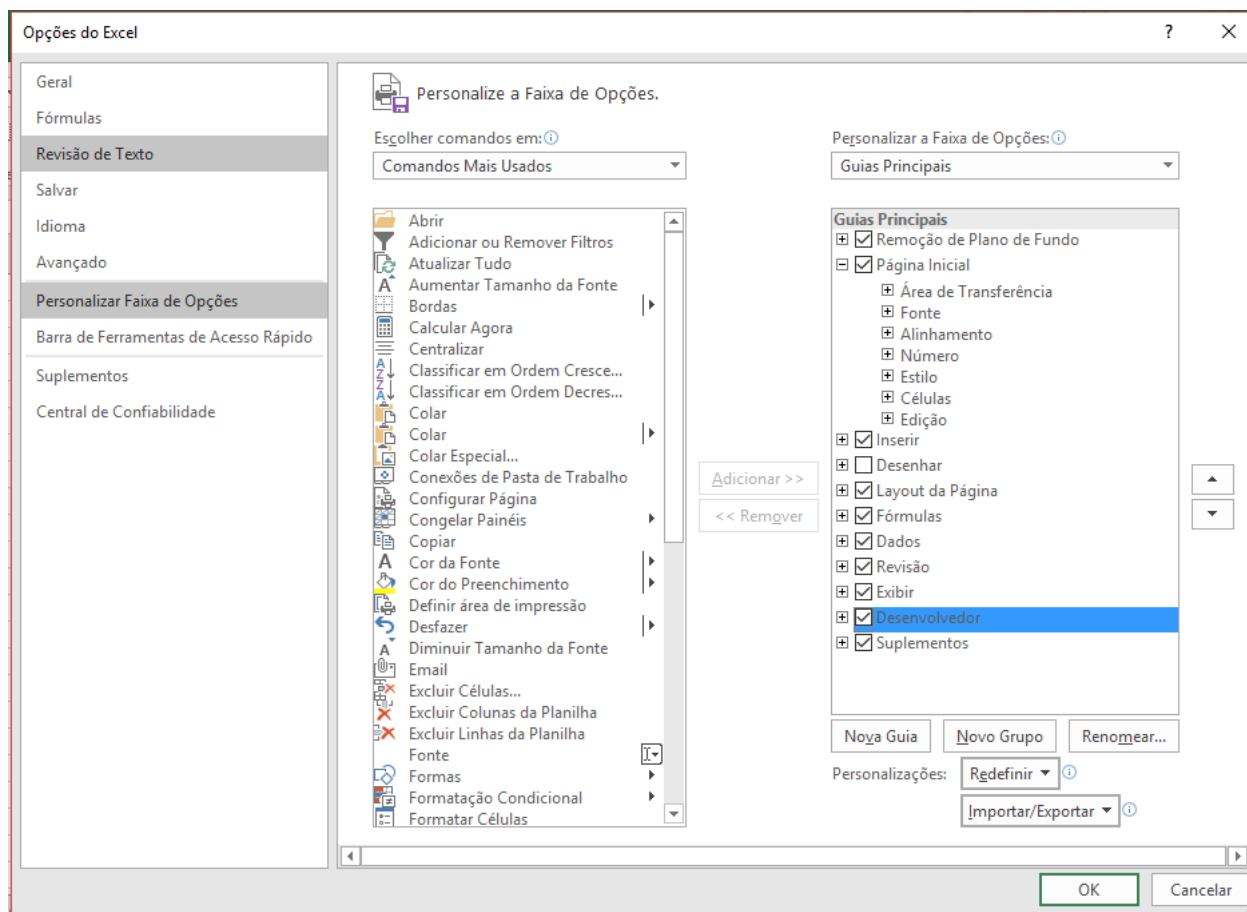 Opções do Excel
?
Geral
Fórmulas
Revisão de Texto
Salvar
Idioma
Avançado
Personalizar Faixa de Opções
Barra de Ferramentas de Acesso Rápido
Suplementos
Central de Confiabilidade
Personalize a Faixa de Opções.
Escolher comandos em:
Comandos Mais Usados
Abrir
Adicionar ou Remover Filtros
Atualizar Tudo
Aumentar Tamanho da Fonte
Bordas
Calcular Agora
Centralizar
Classificar em Ordem Cresce...
Classificar em Ordem Decres...
Colar
Colar
Colar Especial...
Conexões de Pasta de Trabalho
Configurar Página
Congelar Painéis
Copiar
Cor da Fonte
Cor do Preenchimento
Definir área de impressão
Desfazer
Diminuir Tamanho da Fonte
Email
Excluir Células...
Excluir Colunas da Planilha
Excluir Linhas da Planilha
Fonte
Formas
Formatação Condicional
Formatar Células
Adicionar >>
<< Remover
Personalizar a Faixa de Opções:
Guias Principais
Guias Principais
Remoção de Plano de Fundo
Página Inicial
Área de Transferência
Fonte
Alinhamento
Número
Estilo
Células
Edição
Inserir
Desenhar
Layout da Página
Fórmulas
Dados
Revisão
Exibir
Desenvolvedor
Suplementos
Nova Guia
Novo Grupo
Renomear...
Personalizações:
Redefinir
Importar/Exportar
OK
Cancelar